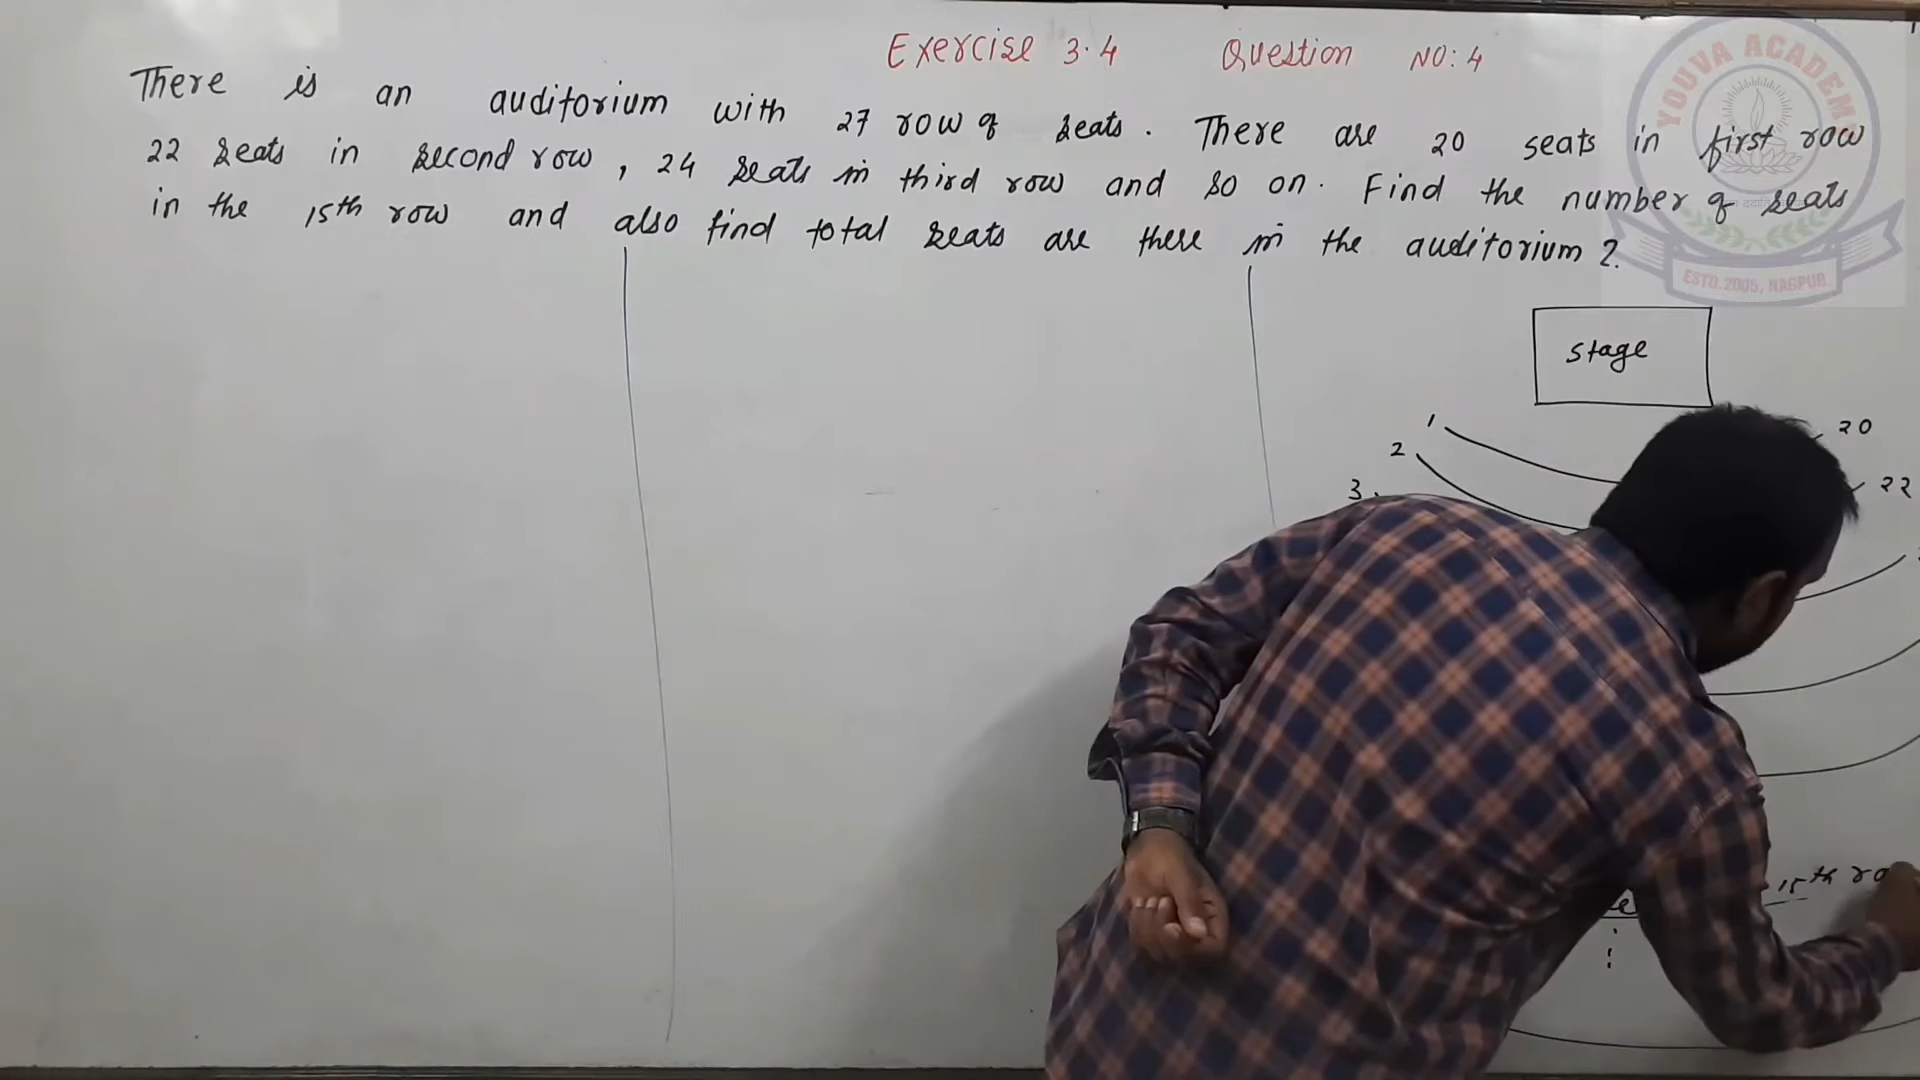 Exercise 3.4 Question NO: 4
There is an auditorium with 27 row of seats. There are 20 seats in first row
22 seats in second row, 24 seats in third row and so on. Find the number of seats
in the 15th row and also find total seats are there in the auditorium ?
YOUVA ACADEMY
ESTD. 2005, NAGPUR
stage
1 20
2 22
3
15th